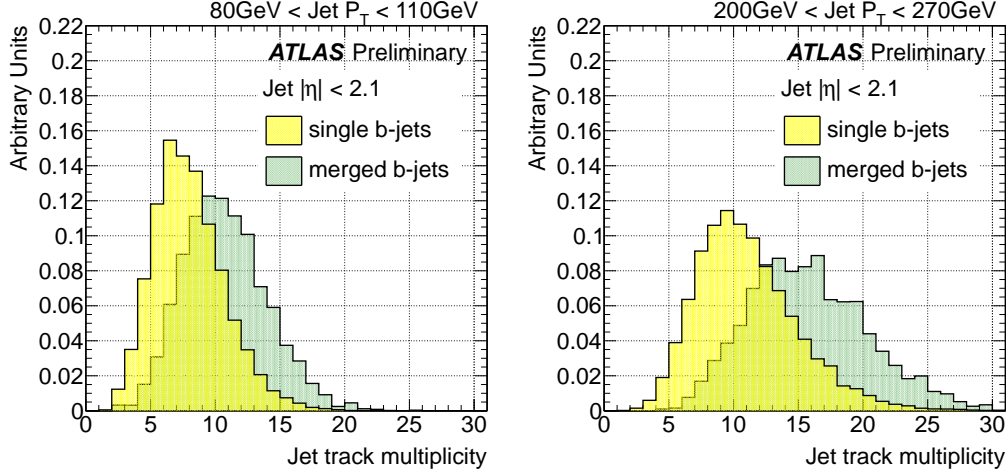 80GeV < Jet P_T < 110GeV
Arbitrary Units
0.22
0.2
0.18
0.16
0.14
0.12
0.1
0.08
0.06
0.04
0.02
0
ATLAS Preliminary
Jet |η| < 2.1
single b-jets
merged b-jets
0 5 10 15 20 25 30
Jet track multiplicity
200GeV < Jet P_T < 270GeV
Arbitrary Units
0.22
0.2
0.18
0.16
0.14
0.12
0.1
0.08
0.06
0.04
0.02
0
ATLAS Preliminary
Jet |η| < 2.1
single b-jets
merged b-jets
0 5 10 15 20 25 30
Jet track multiplicity